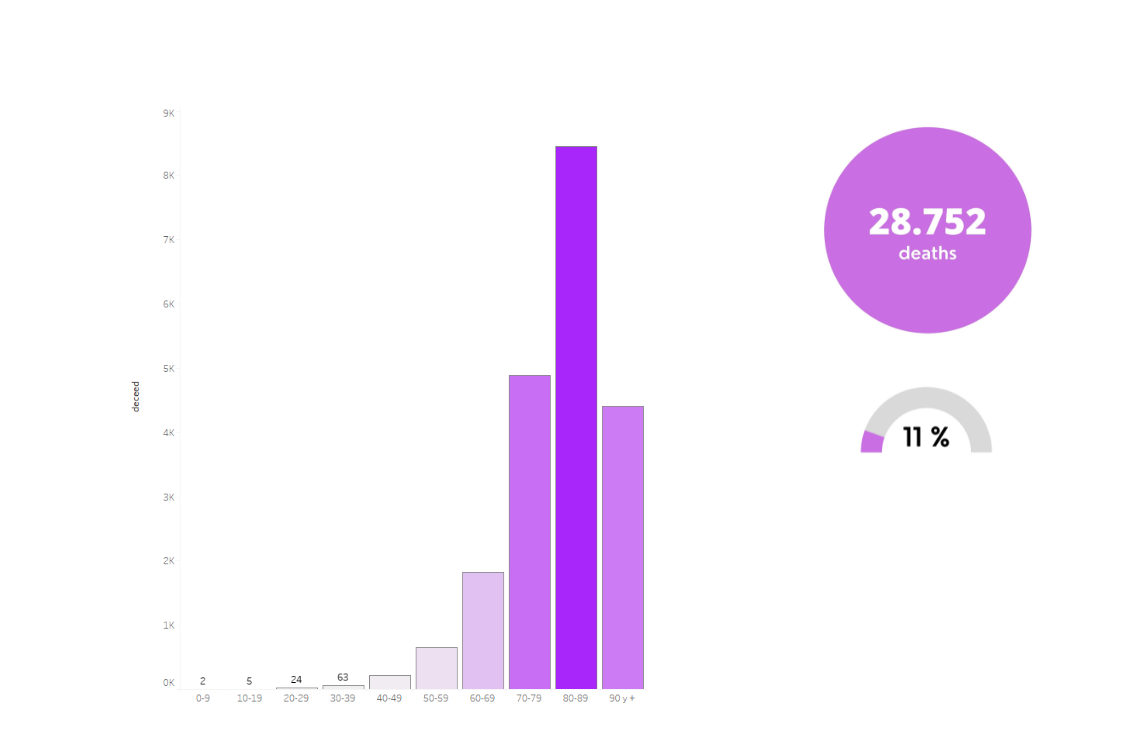 9K
8K
7K
6K
5K
4K
3K
2K
1K
0K
deceed
2
5
24
63
0-9
10-19
20-29
30-39
40-49
50-59
60-69
70-79
80-89
90 y +
28.752
deaths
11 %